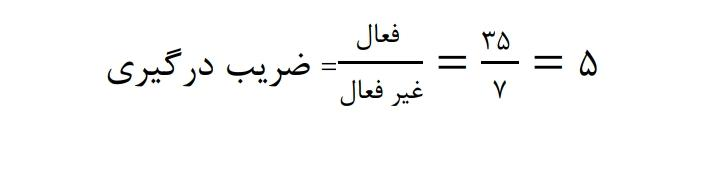 ضریب درگیری = فعال / غیر فعال = ۳۵ / ۷ = ۵